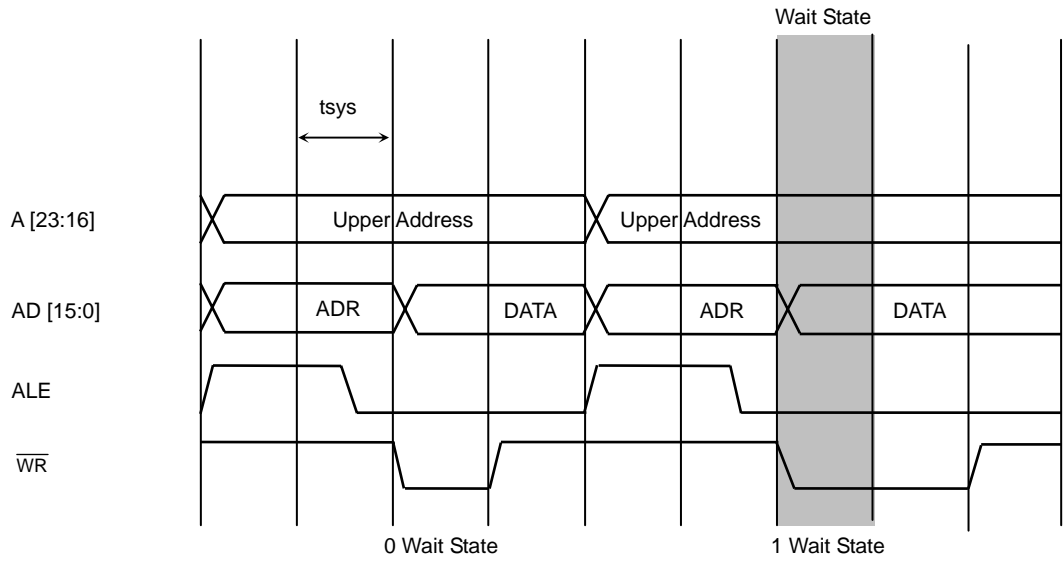 Wait State
tsys
A [23:16]
Upper Address
Upper Address
AD [15:0]
ADR
DATA
ADR
DATA
ALE
W̅R̅
0 Wait State
1 Wait State